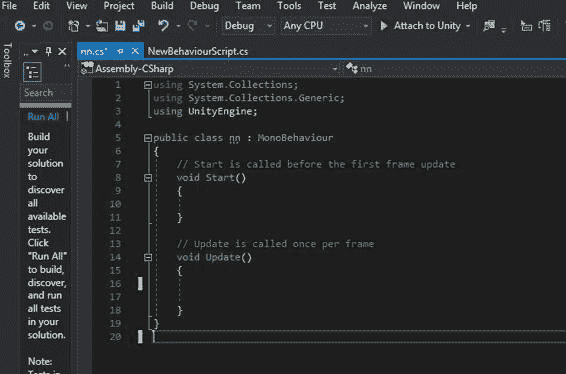 File Edit View Project Build Debug Team Tools Test Analyze Window Help
Debug Any CPU Attach to Unity
Toolbox
nn.cs* NewBehaviourScript.cs
Assembly-CSharp nn
Search
Run All
Build
your
solution
to
discover
all
available
tests.
Click
"Run All"
to build,
discover,
and run
all tests
in your
solution.
Note:
1 using System.Collections;
2 using System.Collections.Generic;
3 using UnityEngine;
4
5 public class nn : MonoBehaviour
6 {
7 // Start is called before the first frame update
8 void Start()
9 {
10
11 }
12
13 // Update is called once per frame
14 void Update()
15 {
16
17
18 }
19 }
20